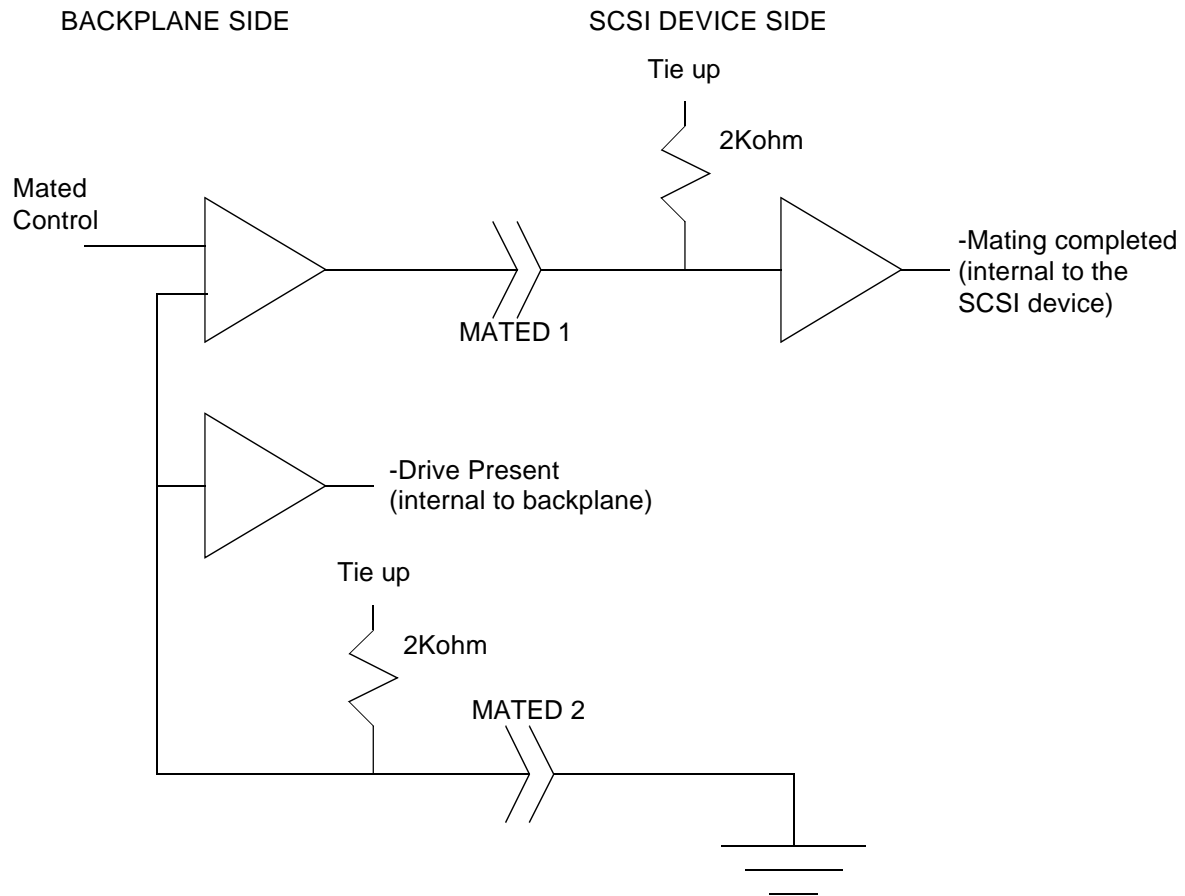 BACKPLANE SIDE
SCSI DEVICE SIDE
Tie up
2Kohm
Mated
Control
-Mating completed
(internal to the
SCSI device)
MATED 1
-Drive Present
(internal to backplane)
Tie up
2Kohm
MATED 2